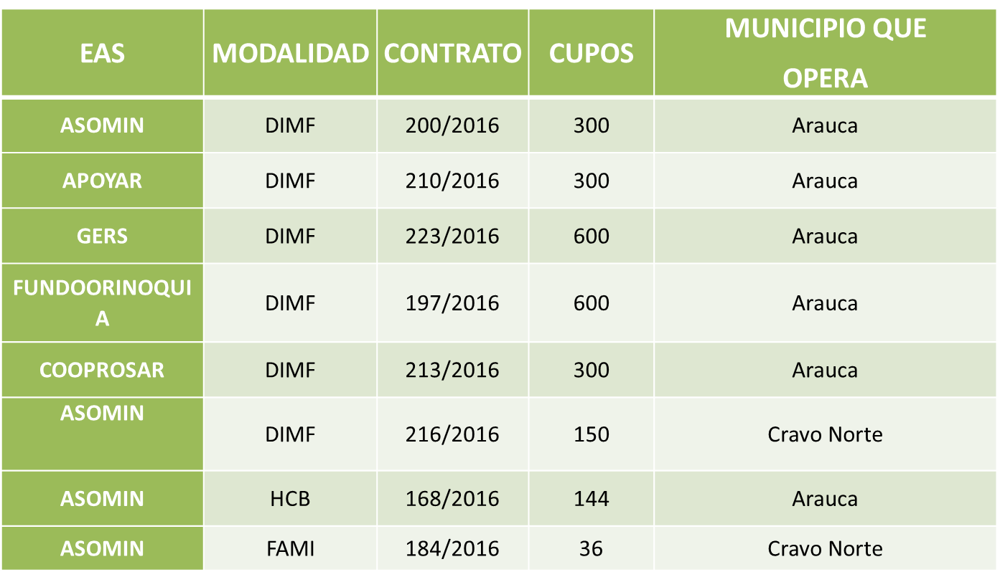 EAS MODALIDAD CONTRATO CUPOS MUNICIPIO QUE
OPERA
ASOMIN DIMF 200/2016 300 Arauca
APOYAR DIMF 210/2016 300 Arauca
GERS DIMF 223/2016 600 Arauca
FUNDOORINOQUI
A DIMF 197/2016 600 Arauca
COOPROSAR DIMF 213/2016 300 Arauca
ASOMIN DIMF 216/2016 150 Cravo Norte
ASOMIN HCB 168/2016 144 Arauca
ASOMIN FAMI 184/2016 36 Cravo Norte